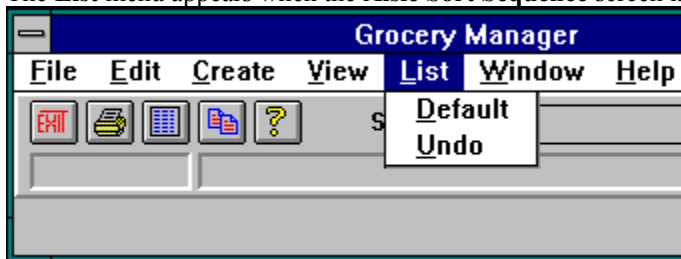 The List menu appears when the Aisle Sort Sequence screen is
Grocery Manager
File Edit Create View List Window Help
EXIT ? S Default
Undo